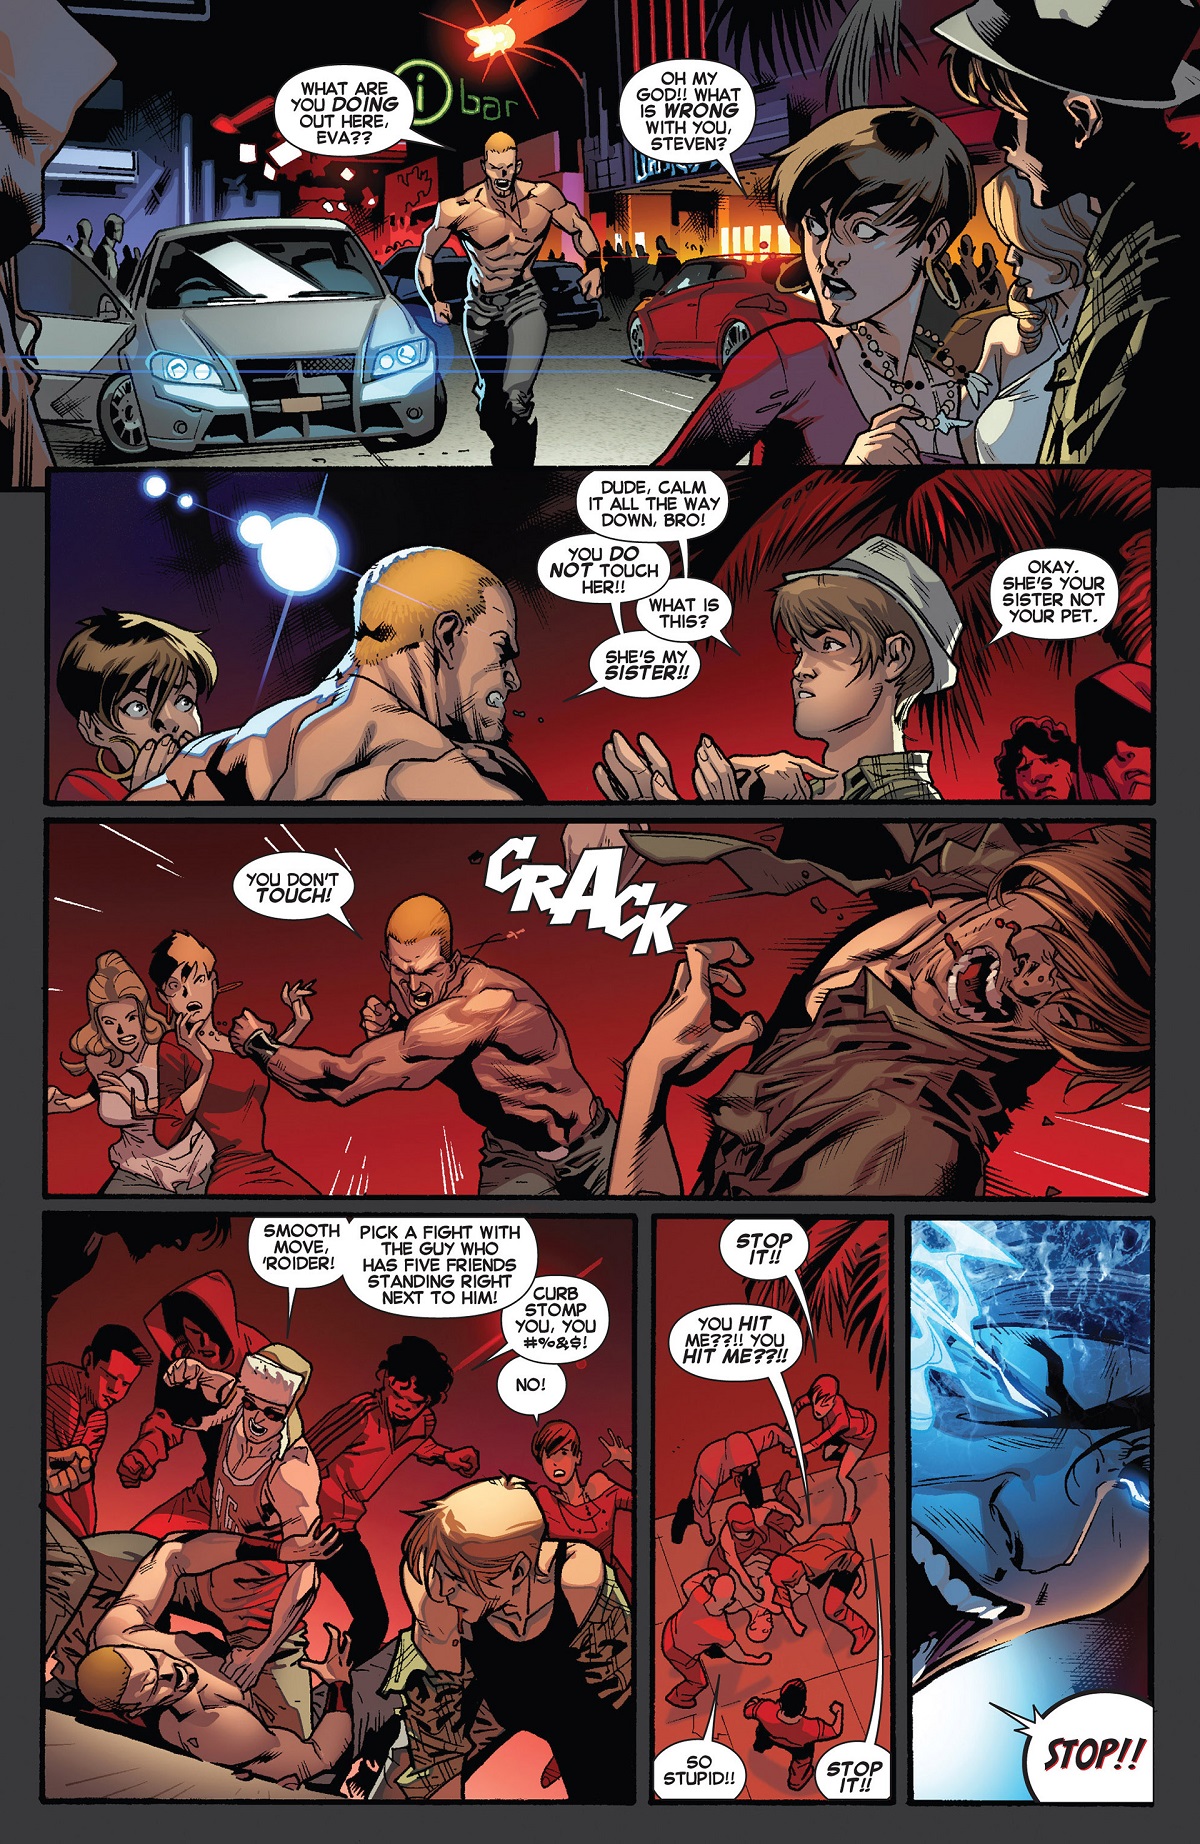 WHAT ARE
YOU DOING
OUT HERE,
EVA??
i bar
OH MY
GOD!! WHAT
IS WRONG
WITH YOU,
STEVEN?
DUDE, CALM
IT ALL THE WAY
DOWN, BRO!
YOU DO
NOT TOUCH
HER!!
WHAT IS
THIS?
SHE'S MY
SISTER!!
OKAY.
SHE'S YOUR
SISTER NOT
YOUR PET.
YOU DON'T
TOUCH!
CRACK
SMOOTH
MOVE,
'ROIDER!
PICK A FIGHT WITH
THE GUY WHO
HAS FIVE FRIENDS
STANDING RIGHT
NEXT TO HIM!
CURB
STOMP
YOU, YOU
#%&$!
NO!
STOP
IT!!
YOU HIT
ME??!! YOU
HIT ME??!!
SO
STUPID!!
STOP
IT!!
STOP!!